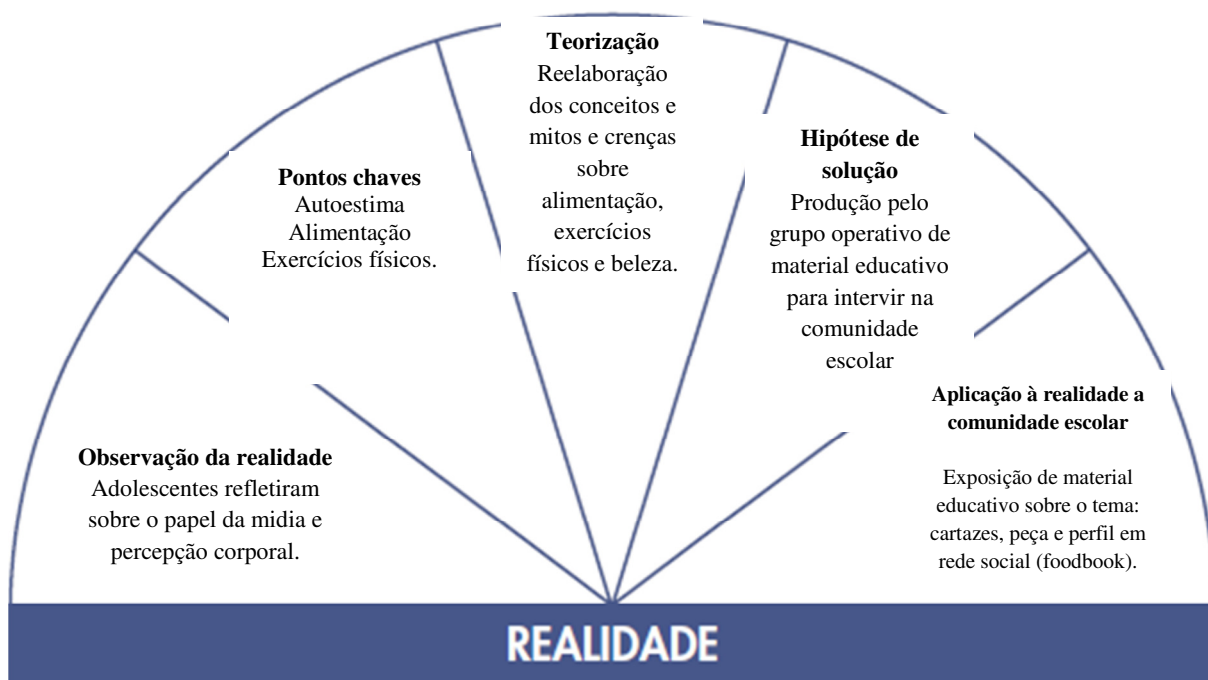 Observação da realidade
Adolescentes refletiram
sobre o papel da midia e
percepção corporal.
Pontos chaves
Autoestima
Alimentação
Exercícios físicos.
Teorização
Reelaboração
dos conceitos e
mitos e crenças
sobre
alimentação,
exercícios
físicos e beleza.
Hipótese de
solução
Produção pelo
grupo operativo de
material educativo
para intervir na
comunidade
escolar
Aplicação à realidade a
comunidade escolar
Exposição de material
educativo sobre o tema:
cartazes, peça e perfil em
rede social (foodbook).
REALIDADE